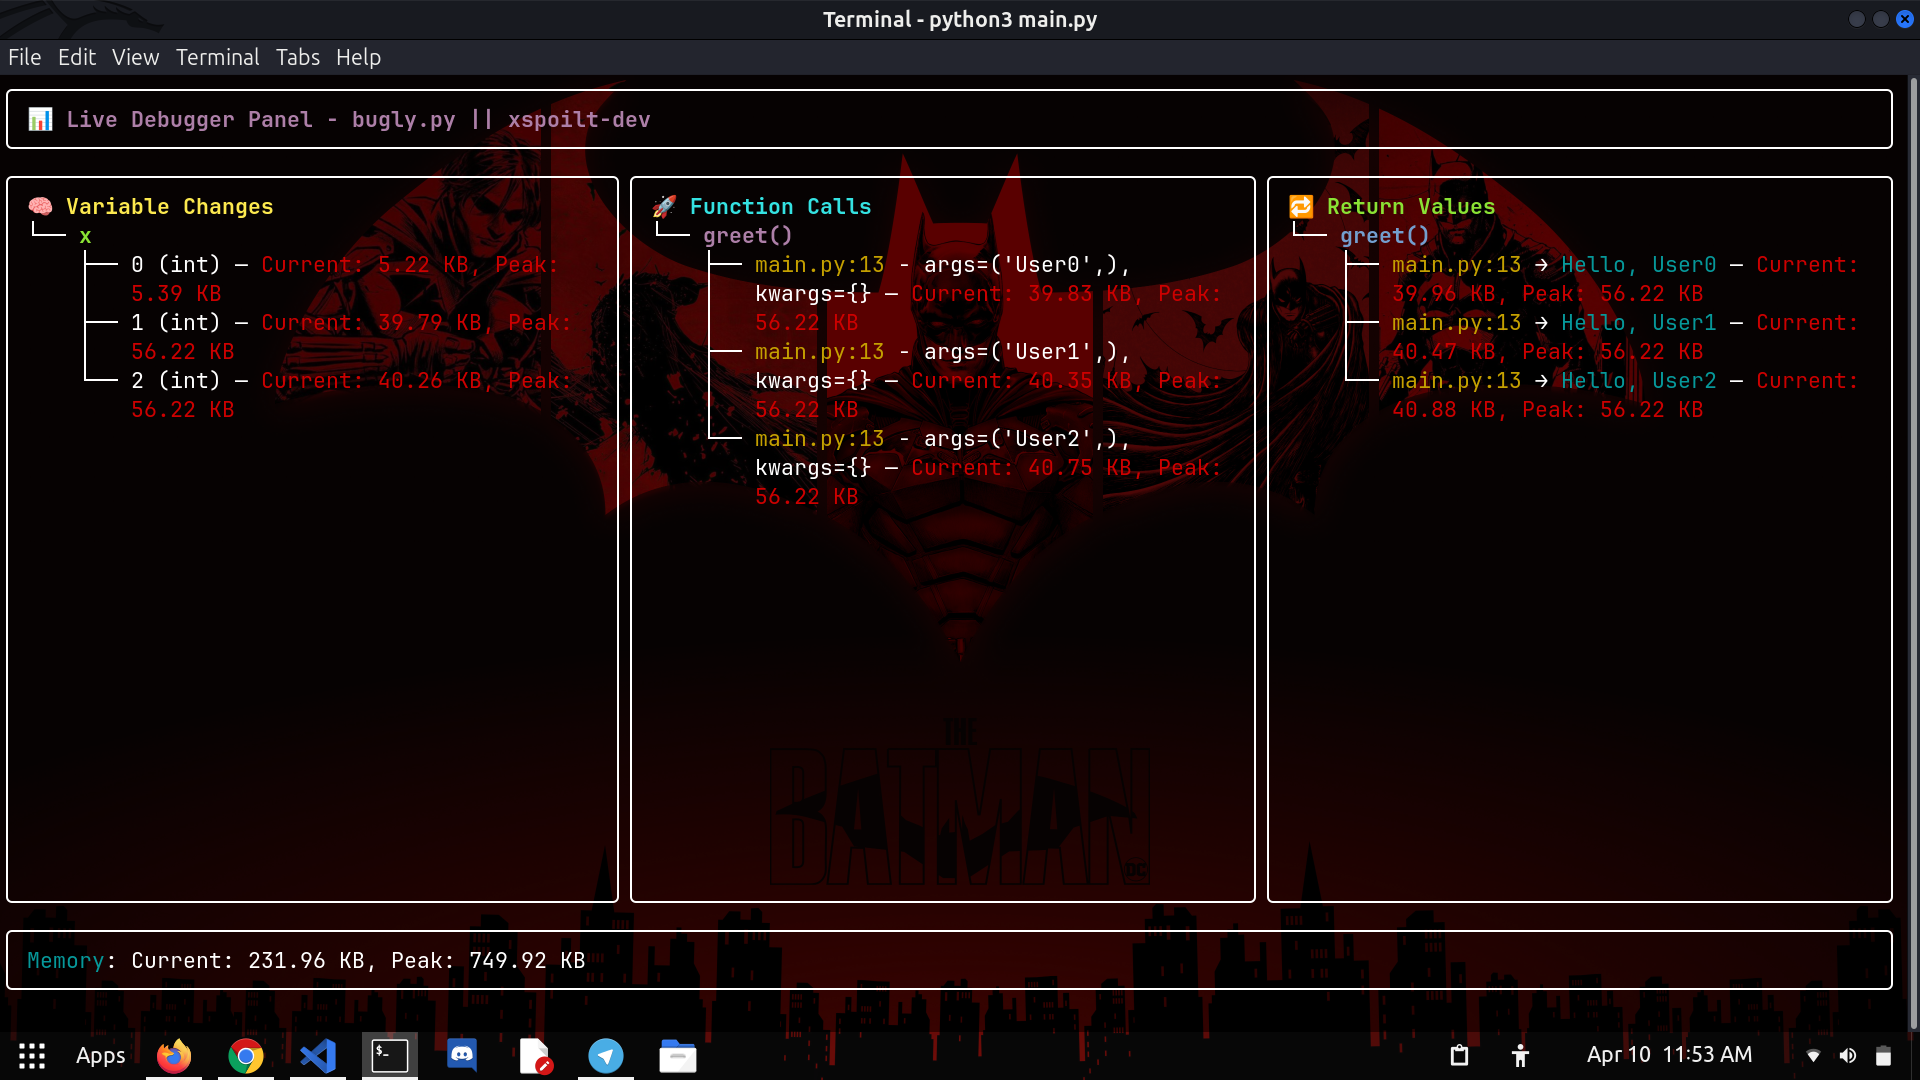 Terminal - python3 main.py
File Edit View Terminal Tabs Help
📊 Live Debugger Panel - bugly.py || xspoilt-dev
🧠 Variable Changes
x
0 (int) — Current: 5.22 KB, Peak:
5.39 KB
1 (int) — Current: 39.79 KB, Peak:
56.22 KB
2 (int) — Current: 40.26 KB, Peak:
56.22 KB
🚀 Function Calls
greet()
main.py:13 - args=('User0',),
kwargs={} — Current: 39.83 KB, Peak:
56.22 KB
main.py:13 - args=('User1',),
kwargs={} — Current: 40.35 KB, Peak:
56.22 KB
main.py:13 - args=('User2',),
kwargs={} — Current: 40.75 KB, Peak:
56.22 KB
🔁 Return Values
greet()
main.py:13 → Hello, User0 — Current:
39.96 KB, Peak: 56.22 KB
main.py:13 → Hello, User1 — Current:
40.47 KB, Peak: 56.22 KB
main.py:13 → Hello, User2 — Current:
40.88 KB, Peak: 56.22 KB
THE
BATMAN
DC
Memory: Current: 231.96 KB, Peak: 749.92 KB
Apps
$_
Apr 10 11:53 AM